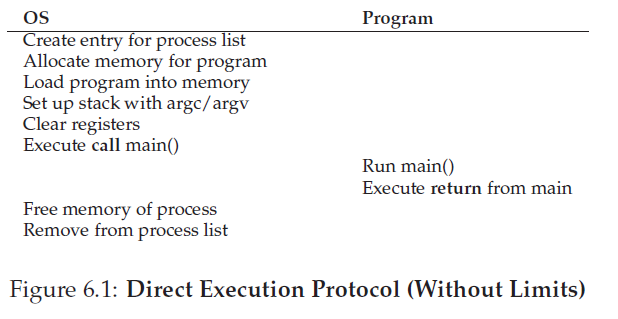 OS Program
Create entry for process list
Allocate memory for program
Load program into memory
Set up stack with argc/argv
Clear registers
Execute call main()
Run main()
Execute return from main
Free memory of process
Remove from process list
Figure 6.1: Direct Execution Protocol (Without Limits)